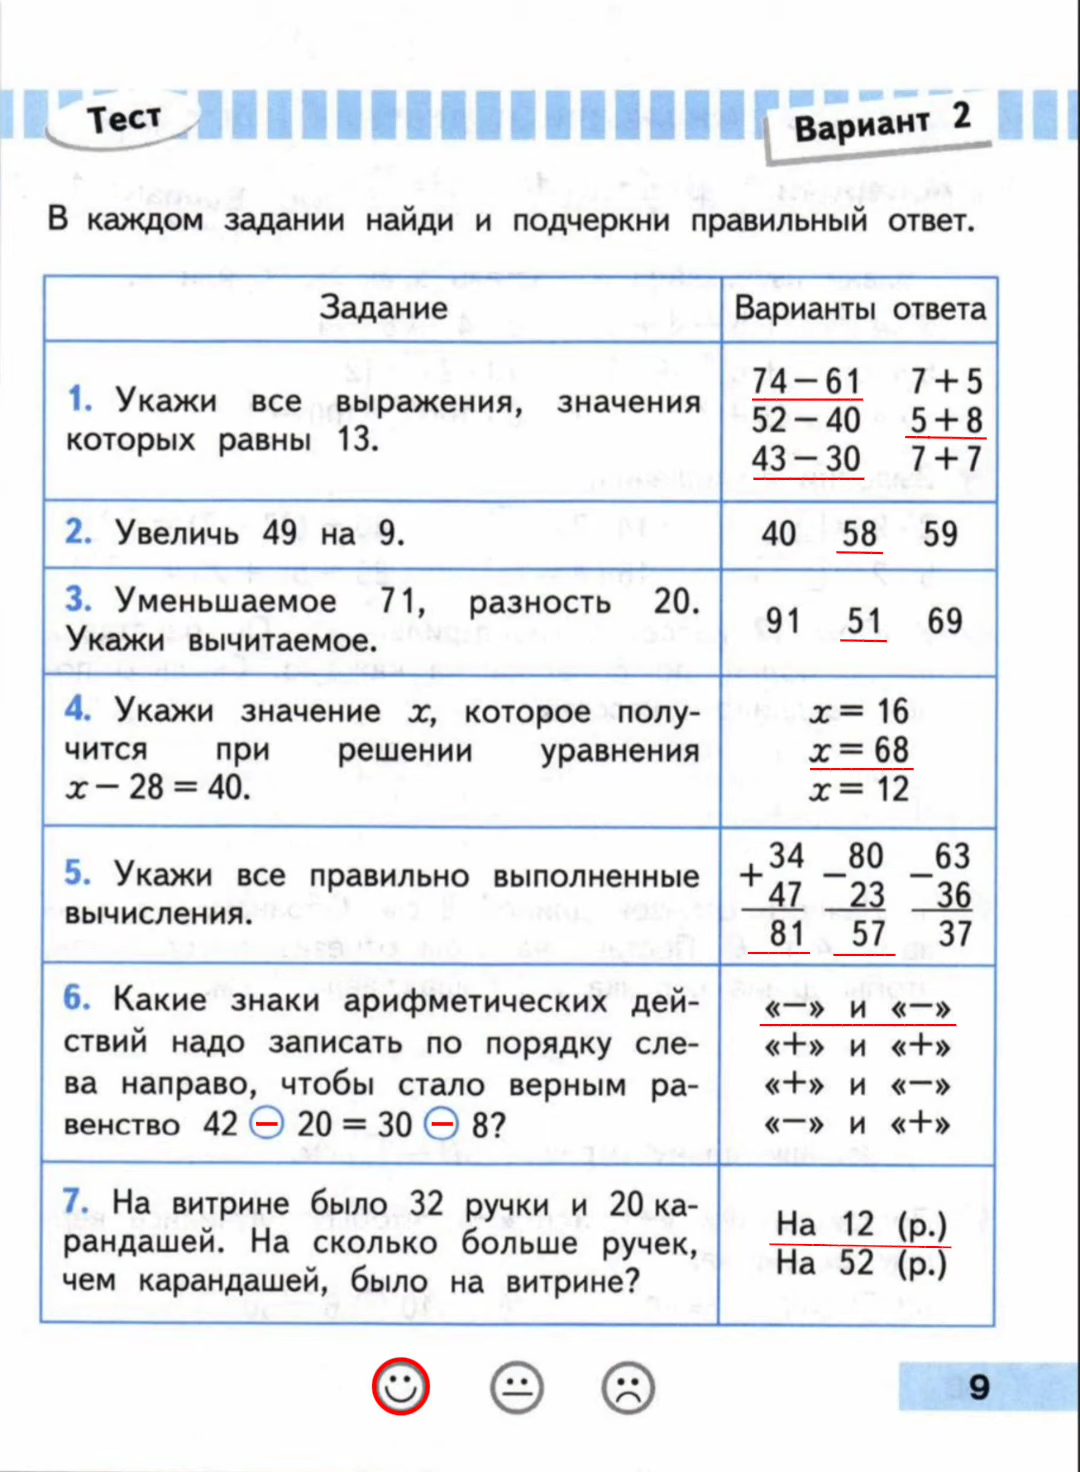 Тест
Вариант 2
В каждом задании найди и подчеркни правильный ответ.
Задание
Варианты ответа
1. Укажи все выражения, значения
которых равны 13.
74 – 61 7 + 5
52 – 40 5 + 8
43 – 30 7 + 7
2. Увеличь 49 на 9.
40 58 59
3. Уменьшаемое 71, разность 20.
Укажи вычитаемое.
91 51 69
4. Укажи значение x, которое полу-
чится при решении уравнения
x – 28 = 40.
x = 16
x = 68
x = 12
5. Укажи все правильно выполненные
вычисления.
+ 34 – 80 – 63
47 23 36
81 57 37
6. Какие знаки арифметических дей-
ствий надо записать по порядку сле-
ва направо, чтобы стало верным ра-
венство 42 – 20 = 30 – 8?
«–» и «–»
«+» и «+»
«+» и «–»
«–» и «+»
7. На витрине было 32 ручки и 20 ка-
рандашей. На сколько больше ручек,
чем карандашей, было на витрине?
На 12 (р.)
На 52 (р.)
9